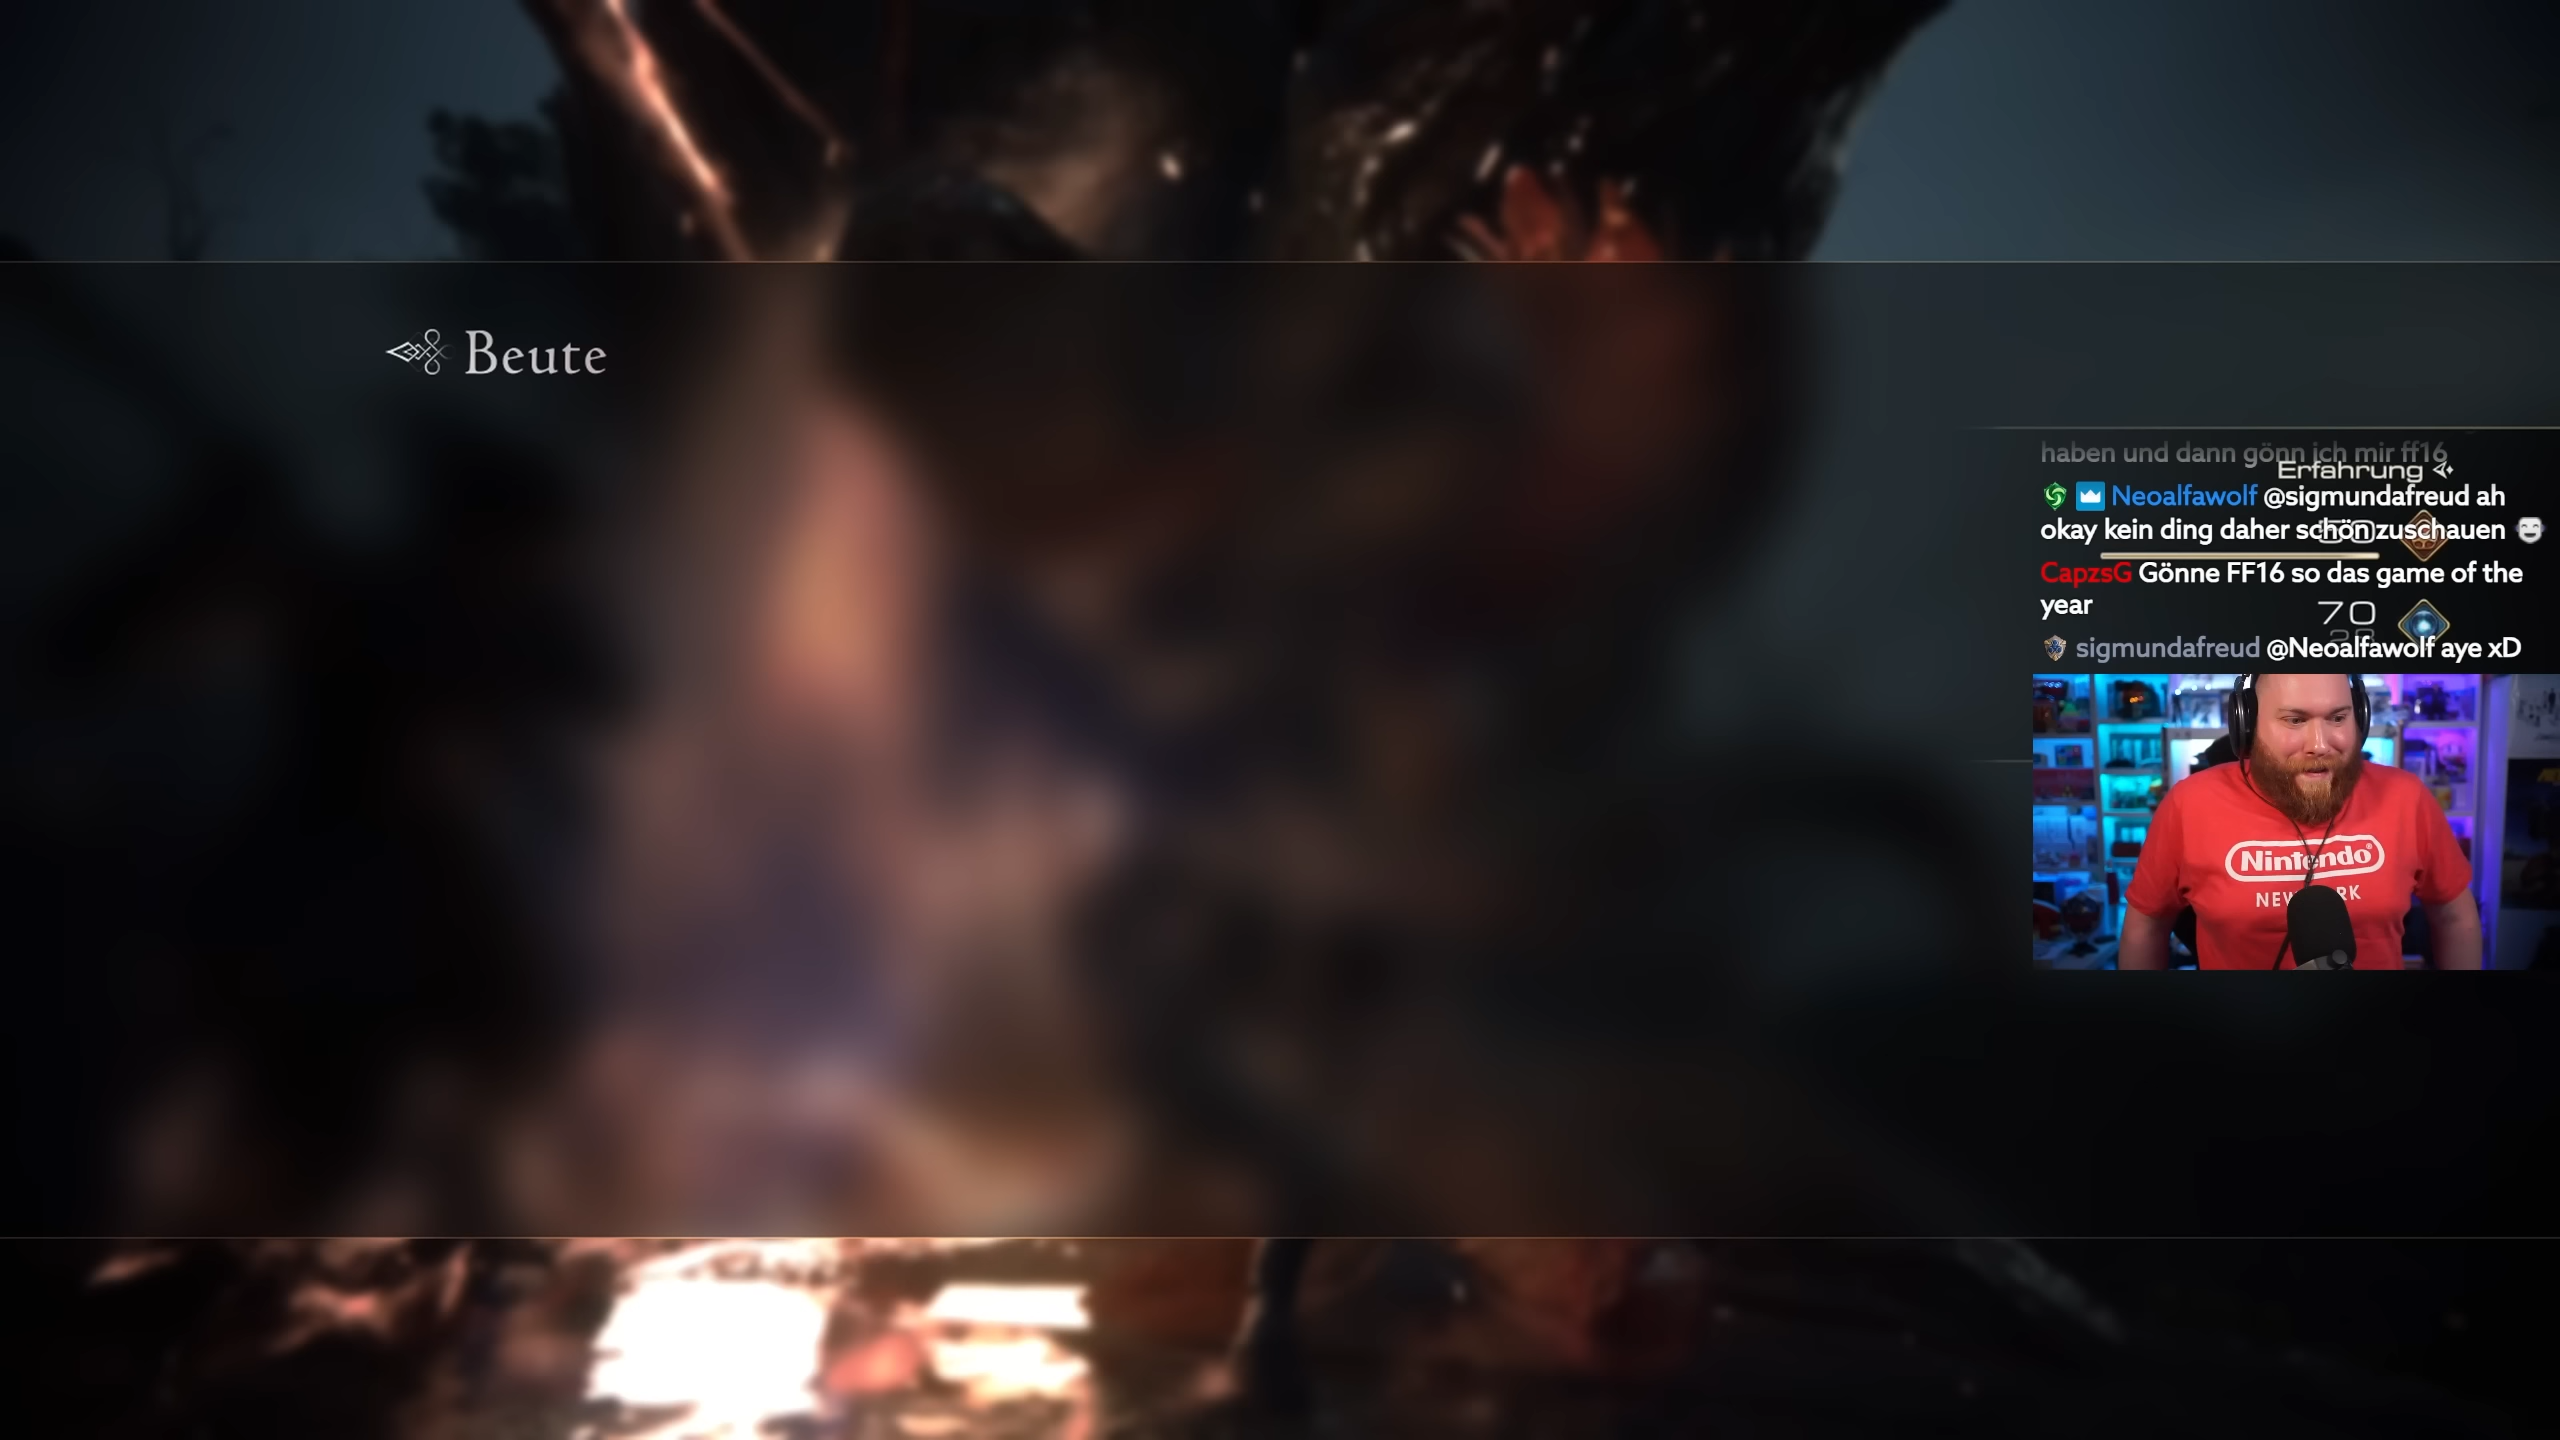 Beute
haben und dann gönn ich mir ff16
Erfahrung
Neoalfawolf @sigmundafreud ah
okay kein ding daher schön zuschauen
CapzsG Gönne FF16 so das game of the
year
70
sigmundafreud @Neoalfawolf aye xD
Nintendo